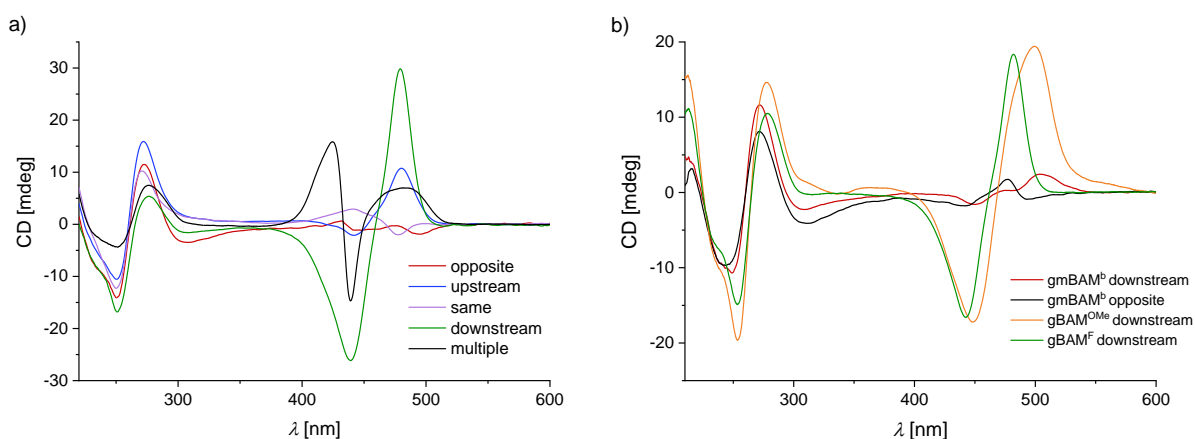 a)
CD [mdeg]
30
20
10
0
-10
-20
-30
300
400
500
600
λ [nm]
opposite
upstream
same
downstream
multiple
b)
CD [mdeg]
20
10
0
-10
-20
300
400
500
600
λ [nm]
gmBAMᵇ downstream
gmBAMᵇ opposite
gBAMᴼᴹᵉ downstream
gBAMF downstream